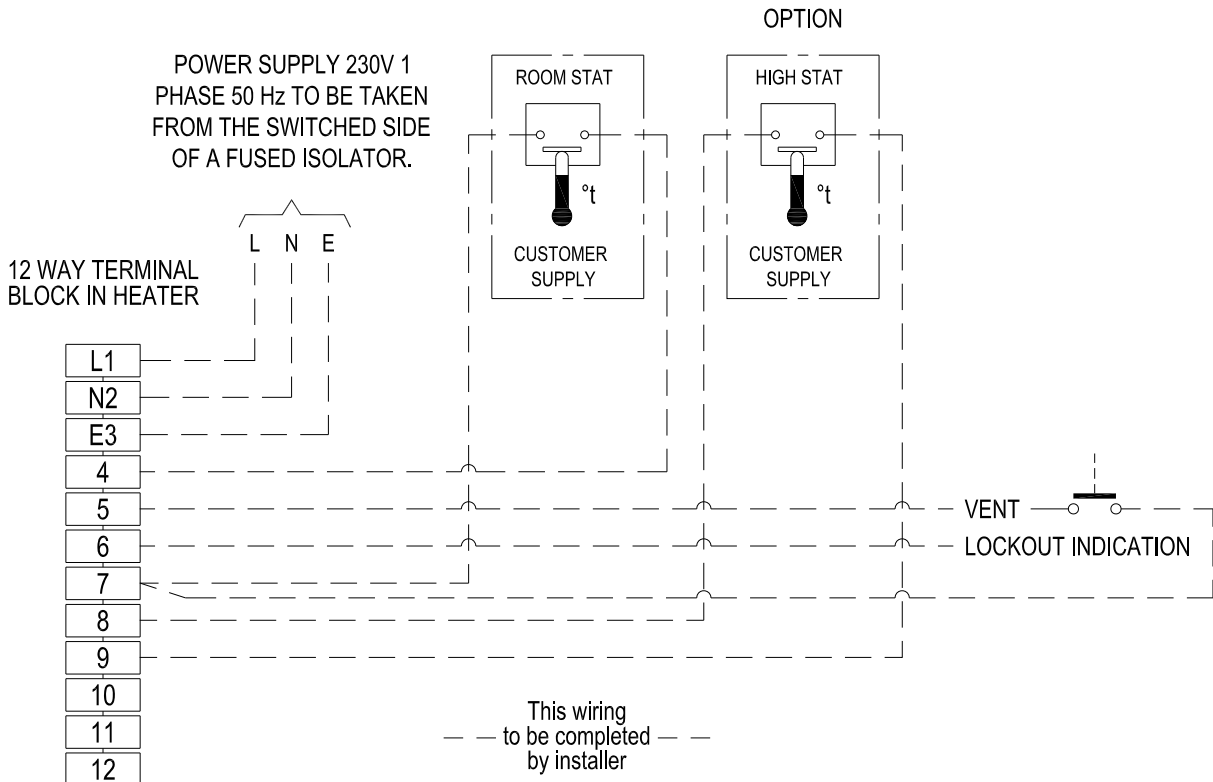 OPTION
POWER SUPPLY 230V 1
PHASE 50 Hz TO BE TAKEN
FROM THE SWITCHED SIDE
OF A FUSED ISOLATOR.
ROOM STAT
°t
CUSTOMER
SUPPLY
HIGH STAT
°t
CUSTOMER
SUPPLY
L N E
12 WAY TERMINAL
BLOCK IN HEATER
L1
N2
E3
4
5
6
7
8
9
10
11
12
VENT
LOCKOUT INDICATION
This wiring
to be completed
by installer